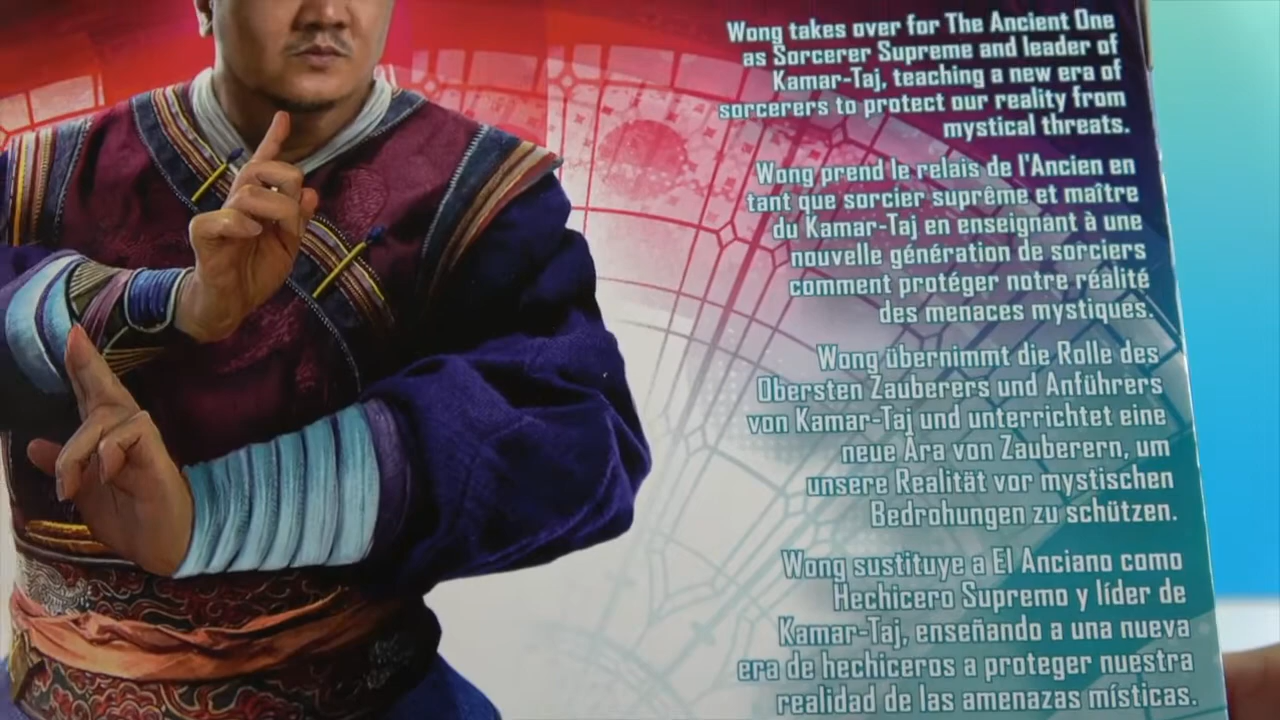 Wong takes over for The Ancient One
as Sorcerer Supreme and leader of
Kamar-Taj, teaching a new era of
sorcerers to protect our reality from
mystical threats.
Wong prend le relais de l'Ancien en
tant que sorcier suprême et maître
du Kamar-Taj en enseignant à une
nouvelle génération de sorciers
comment protéger notre réalité
des menaces mystiques.
Wong übernimmt die Rolle des
Obersten Zauberers und Anführers
von Kamar-Taj und unterrichtet eine
neue Ära von Zauberern, um
unsere Realität vor mystischen
Bedrohungen zu schützen.
Wong sustituye a El Anciano como
Hechicero Supremo y líder de
Kamar-Taj, enseñando a una nueva
era de hechiceros a proteger nuestra
realidad de las amenazas místicas.